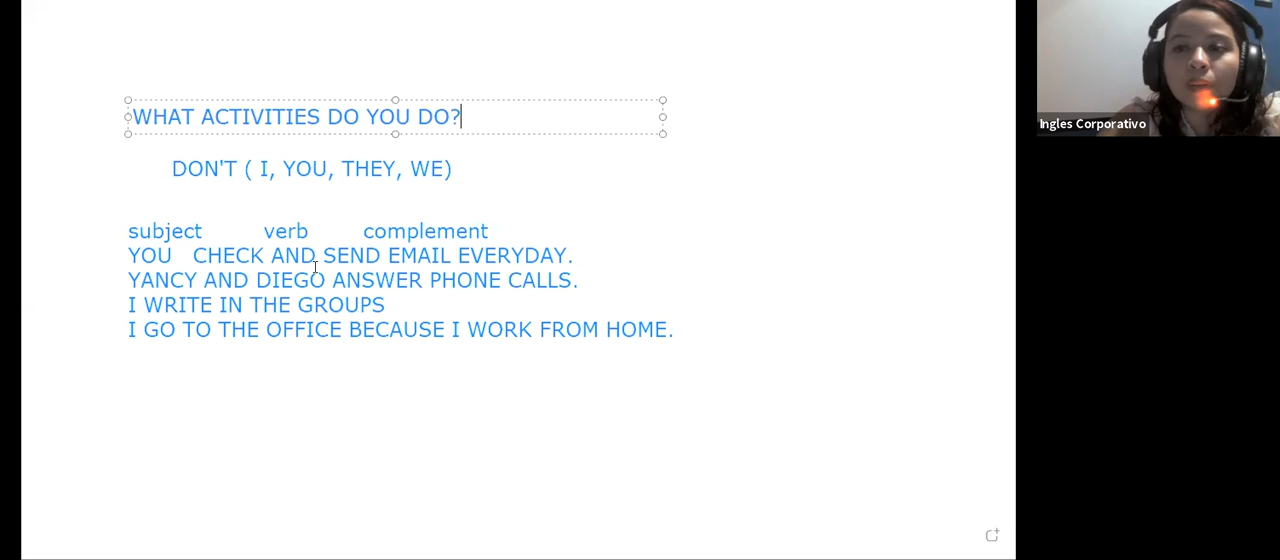 WHAT ACTIVITIES DO YOU DO?
DON'T ( I, YOU, THEY, WE)
subject verb complement
YOU CHECK AND SEND EMAIL EVERYDAY.
YANCY AND DIEGO ANSWER PHONE CALLS.
I WRITE IN THE GROUPS
I GO TO THE OFFICE BECAUSE I WORK FROM HOME.
Ingles Corporativo